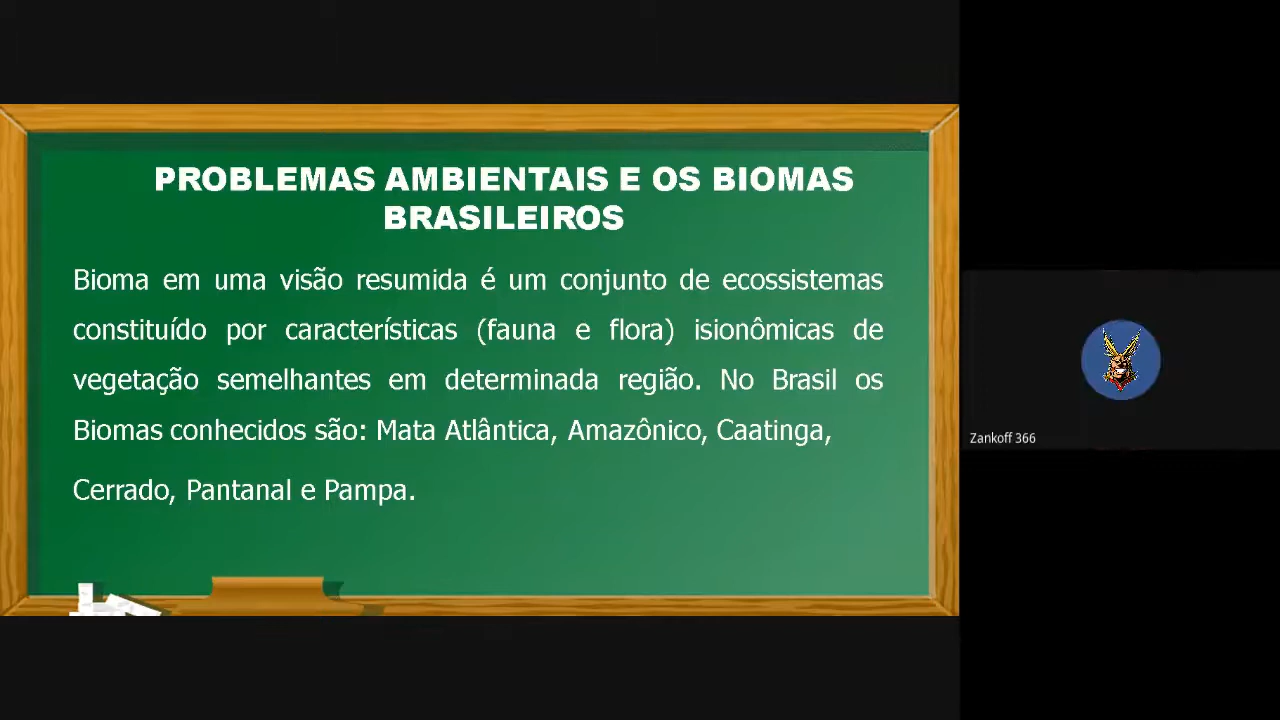 PROBLEMAS AMBIENTAIS E OS BIOMAS
BRASILEIROS
Bioma em uma visão resumida é um conjunto de ecossistemas
constituído por características (fauna e flora) isionômicas de
vegetação semelhantes em determinada região. No Brasil os
Biomas conhecidos são: Mata Atlântica, Amazônico, Caatinga,
Cerrado, Pantanal e Pampa.
Zankoff 366